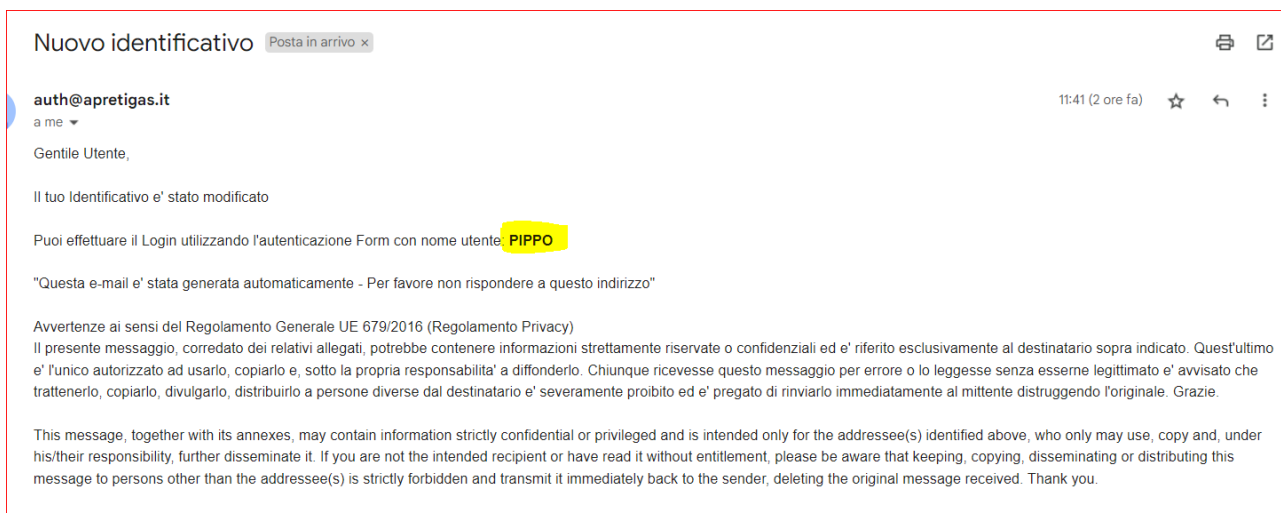 Nuovo identificativo Posta in arrivo x
auth@apretigas.it 11:41 (2 ore fa)
a me
Gentile Utente,
Il tuo Identificativo e' stato modificato
Puoi effettuare il Login utilizzando l'autenticazione Form con nome utente: PIPPO
"Questa e-mail e' stata generata automaticamente - Per favore non rispondere a questo indirizzo"
Avvertenze ai sensi del Regolamento Generale UE 679/2016 (Regolamento Privacy)
Il presente messaggio, corredato dei relativi allegati, potrebbe contenere informazioni strettamente riservate o confidenziali ed e' riferito esclusivamente al destinatario sopra indicato. Quest'ultimo
e' l'unico autorizzato ad usarlo, copiarlo e, sotto la propria responsabilita' a diffonderlo. Chiunque ricevesse questo messaggio per errore o lo leggesse senza esserne legittimato e' avvisato che
trattenerlo, copiarlo, divulgarlo, distribuirlo a persone diverse dal destinatario e' severamente proibito ed e' pregato di rinviarlo immediatamente al mittente distruggendo l'originale. Grazie.
This message, together with its annexes, may contain information strictly confidential or privileged and is intended only for the addressee(s) identified above, who only may use, copy and, under
his/their responsibility, further disseminate it. If you are not the intended recipient or have read it without entitlement, please be aware that keeping, copying, disseminating or distributing this
message to persons other than the addressee(s) is strictly forbidden and transmit it immediately back to the sender, deleting the original message received. Thank you.